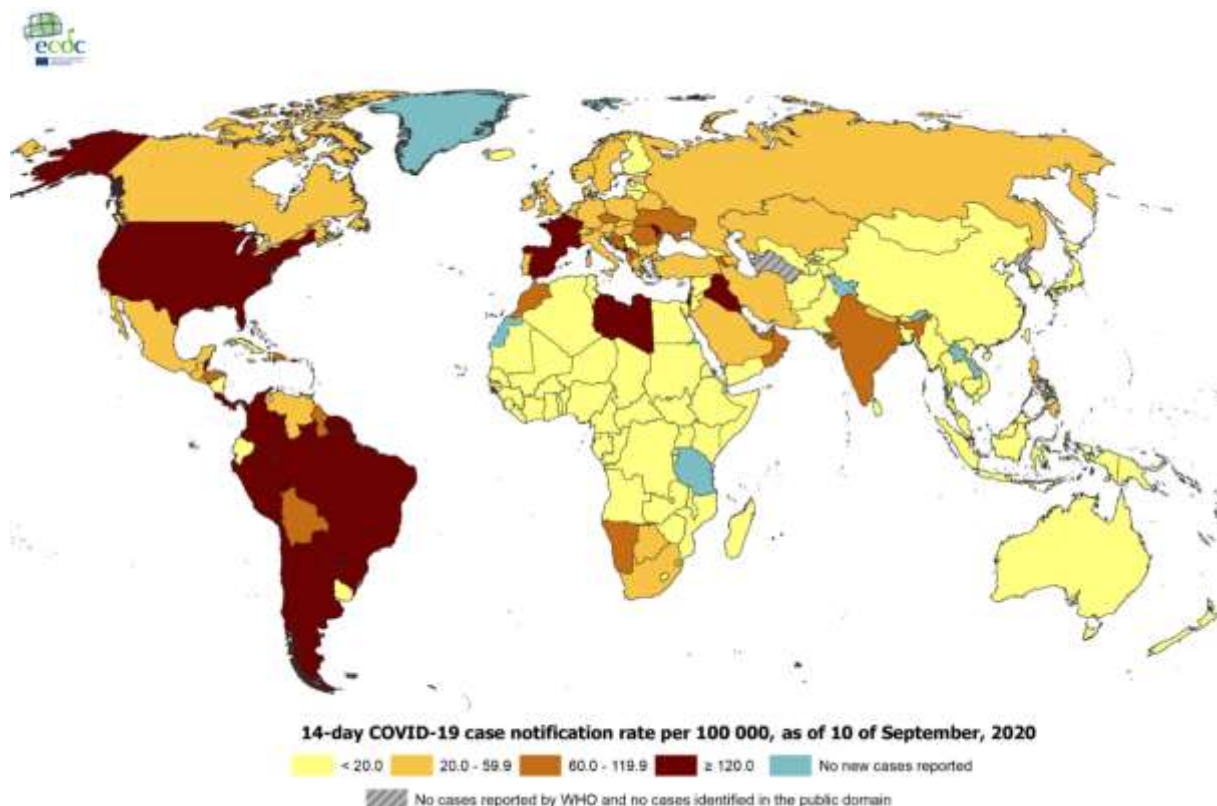 ecdc
14-day COVID-19 case notification rate per 100 000, as of 10 of September, 2020
< 20.0 20.0 - 59.9 60.0 - 119.9 ≥ 120.0 No new cases reported
No cases reported by WHO and no cases identified in the public domain